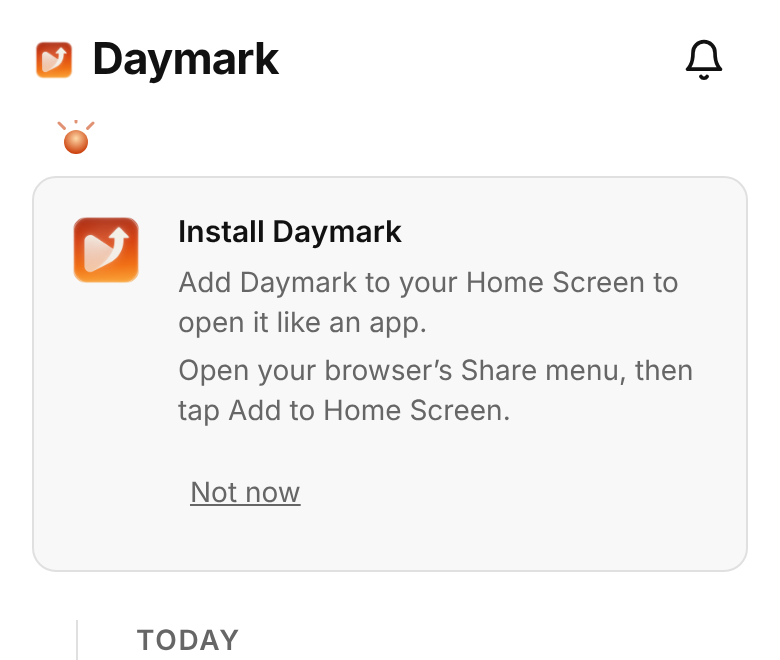 Daymark
Install Daymark
Add Daymark to your Home Screen to
open it like an app.
Open your browser’s Share menu, then
tap Add to Home Screen.
Not now
TODAY